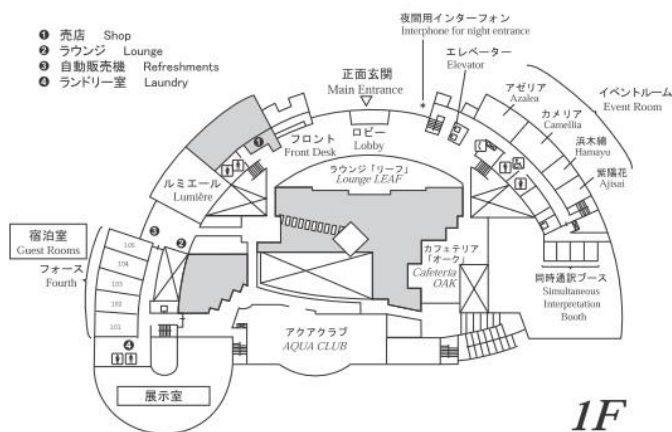 ❶ 売店 Shop
❷ ラウンジ Lounge
❸ 自動販売機 Refreshments
❹ ランドリー室 Laundry
夜間用インターフォン
Interphone for night entrance
エレベーター
Elevator
正面玄関
Main Entrance
アゼリア
Azalea
イベントルーム
Event Room
カメリア
Camellia
浜木綿
Hamayu
紫陽花
Ajisai
❶
フロント
Front Desk
ロビー
Lobby
ラウンジ「リーフ」
Lounge LEAF
ルミエール
Lumière
宿泊室
Guest Rooms
フォース
Fourth
❸
❷
105
104
103
102
101
カフェテリア
「オーク」
Cafeteria
OAK
同時通訳ブース
Simultaneous
Interpretation
Booth
アクアクラブ
AQUA CLUB
❹
展示室
1F